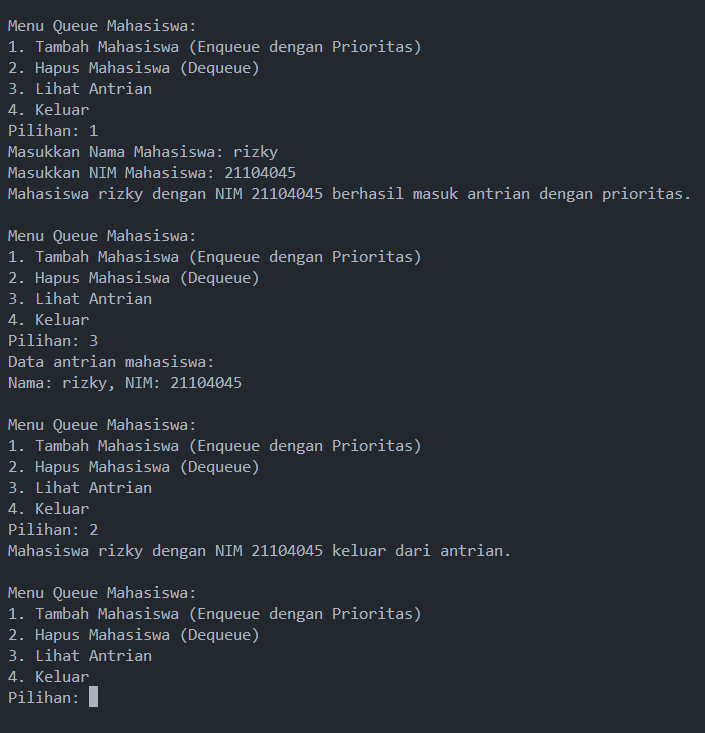 Menu Queue Mahasiswa:
1. Tambah Mahasiswa (Enqueue dengan Prioritas)
2. Hapus Mahasiswa (Dequeue)
3. Lihat Antrian
4. Keluar
Pilihan: 1
Masukkan Nama Mahasiswa: rizky
Masukkan NIM Mahasiswa: 21104045
Mahasiswa rizky dengan NIM 21104045 berhasil masuk antrian dengan prioritas.

Menu Queue Mahasiswa:
1. Tambah Mahasiswa (Enqueue dengan Prioritas)
2. Hapus Mahasiswa (Dequeue)
3. Lihat Antrian
4. Keluar
Pilihan: 3
Data antrian mahasiswa:
Nama: rizky, NIM: 21104045

Menu Queue Mahasiswa:
1. Tambah Mahasiswa (Enqueue dengan Prioritas)
2. Hapus Mahasiswa (Dequeue)
3. Lihat Antrian
4. Keluar
Pilihan: 2
Mahasiswa rizky dengan NIM 21104045 keluar dari antrian.

Menu Queue Mahasiswa:
1. Tambah Mahasiswa (Enqueue dengan Prioritas)
2. Hapus Mahasiswa (Dequeue)
3. Lihat Antrian
4. Keluar
Pilihan: